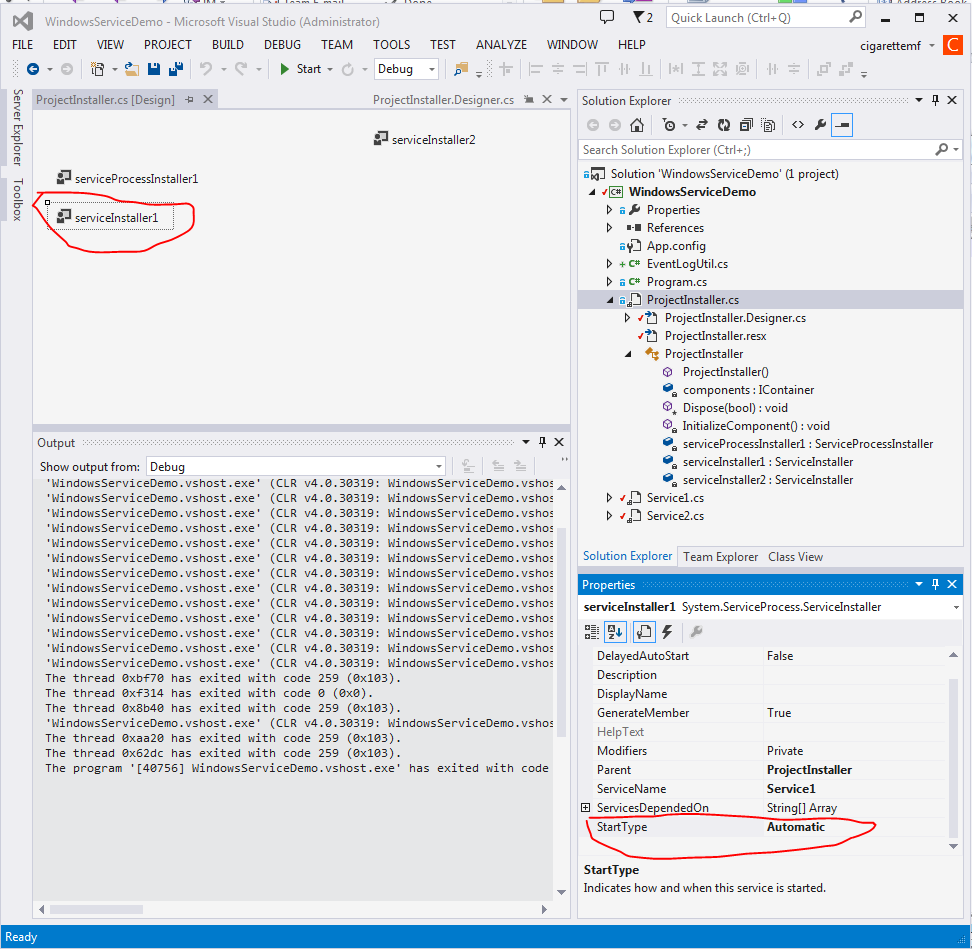 WindowsServiceDemo - Microsoft Visual Studio (Administrator)
2
Quick Launch (Ctrl+Q)
FILE EDIT VIEW PROJECT BUILD DEBUG TEAM TOOLS TEST ANALYZE WINDOW HELP
cigarettemf
C
Start
Debug
Server Explorer
Toolbox
ProjectInstaller.cs [Design]
ProjectInstaller.Designer.cs
serviceInstaller2
serviceProcessInstaller1
serviceInstaller1
Output
Show output from: Debug
'WindowsServiceDemo.vshost.exe' (CLR v4.0.30319: WindowsServiceDemo.vshos
'WindowsServiceDemo.vshost.exe' (CLR v4.0.30319: WindowsServiceDemo.vshos
'WindowsServiceDemo.vshost.exe' (CLR v4.0.30319: WindowsServiceDemo.vshos
'WindowsServiceDemo.vshost.exe' (CLR v4.0.30319: WindowsServiceDemo.vshos
'WindowsServiceDemo.vshost.exe' (CLR v4.0.30319: WindowsServiceDemo.vshos
'WindowsServiceDemo.vshost.exe' (CLR v4.0.30319: WindowsServiceDemo.vshos
'WindowsServiceDemo.vshost.exe' (CLR v4.0.30319: WindowsServiceDemo.vshos
'WindowsServiceDemo.vshost.exe' (CLR v4.0.30319: WindowsServiceDemo.vshos
'WindowsServiceDemo.vshost.exe' (CLR v4.0.30319: WindowsServiceDemo.vshos
'WindowsServiceDemo.vshost.exe' (CLR v4.0.30319: WindowsServiceDemo.vshos
'WindowsServiceDemo.vshost.exe' (CLR v4.0.30319: WindowsServiceDemo.vshos
'WindowsServiceDemo.vshost.exe' (CLR v4.0.30319: WindowsServiceDemo.vshos
'WindowsServiceDemo.vshost.exe' (CLR v4.0.30319: WindowsServiceDemo.vshos
The thread 0xbf70 has exited with code 259 (0x103).
The thread 0xf314 has exited with code 0 (0x0).
The thread 0x8b40 has exited with code 259 (0x103).
'WindowsServiceDemo.vshost.exe' (CLR v4.0.30319: WindowsServiceDemo.vshos
The thread 0xaa20 has exited with code 259 (0x103).
The thread 0x62dc has exited with code 259 (0x103).
The program '[40756] WindowsServiceDemo.vshost.exe' has exited with code
Solution Explorer
Search Solution Explorer (Ctrl+;)
Solution 'WindowsServiceDemo' (1 project)
WindowsServiceDemo
Properties
References
App.config
EventLogUtil.cs
Program.cs
ProjectInstaller.cs
ProjectInstaller.Designer.cs
ProjectInstaller.resx
ProjectInstaller
ProjectInstaller()
components : IContainer
Dispose(bool) : void
InitializeComponent() : void
serviceProcessInstaller1 : ServiceProcessInstaller
serviceInstaller1 : ServiceInstaller
serviceInstaller2 : ServiceInstaller
Service1.cs
Service2.cs
Solution Explorer Team Explorer Class View
Properties
serviceInstaller1 System.ServiceProcess.ServiceInstaller
DelayedAutoStart False
Description
DisplayName
GenerateMember True
HelpText
Modifiers Private
Parent ProjectInstaller
ServiceName Service1
ServicesDependedOn String[] Array
StartType Automatic
StartType
Indicates how and when this service is started.
Ready